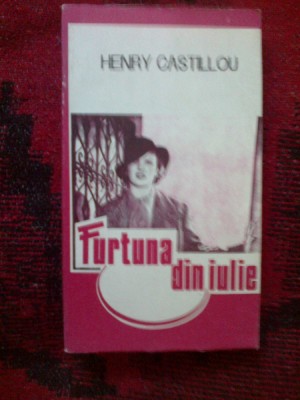 HENRY CASTILLOU
Furtuna
din iulie